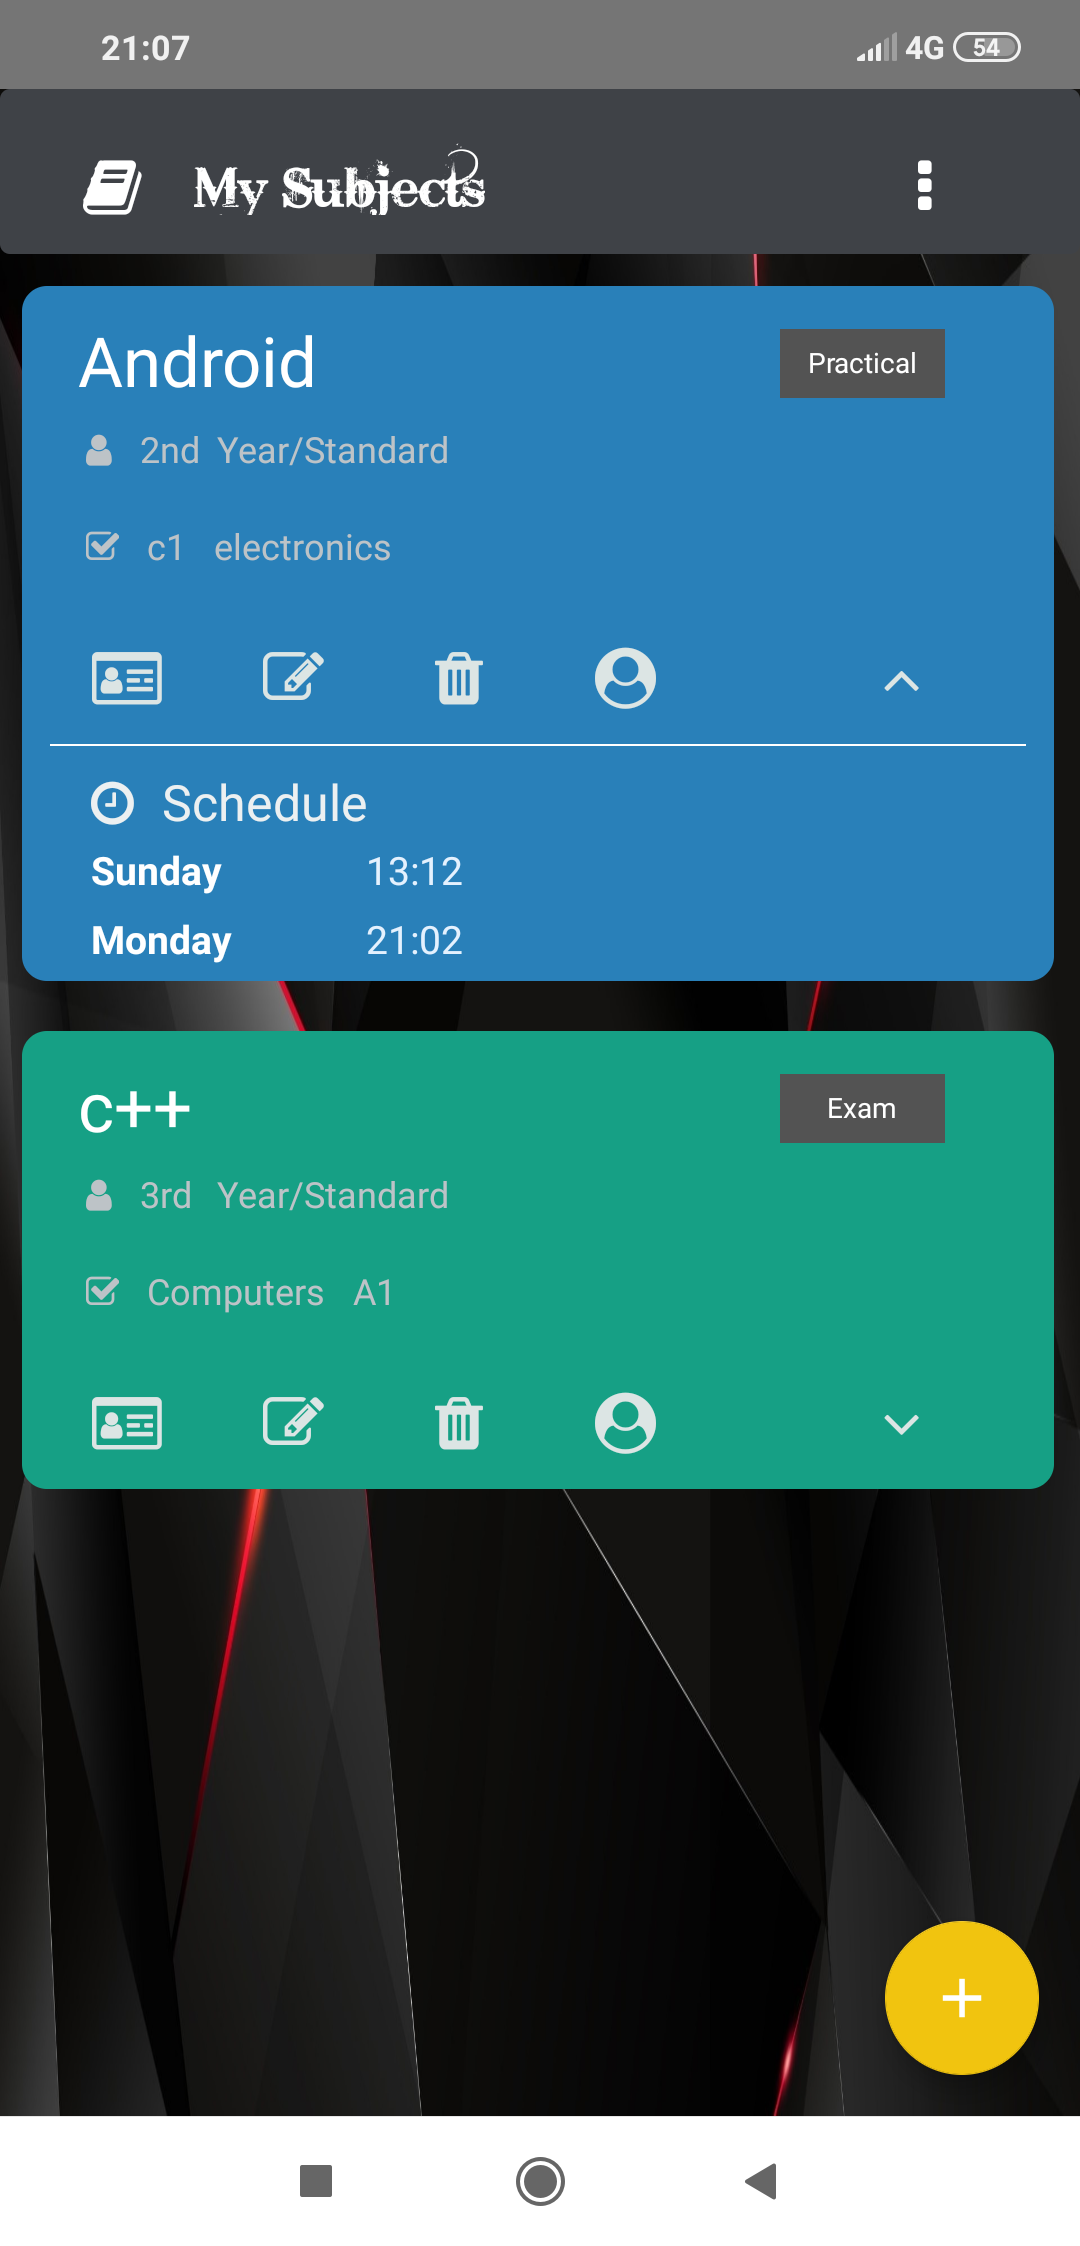 21:07 4G 54
My Subjects
Android Practical
2nd Year/Standard
c1 electronics
Schedule
Sunday 13:12
Monday 21:02
c++ Exam
3rd Year/Standard
Computers A1